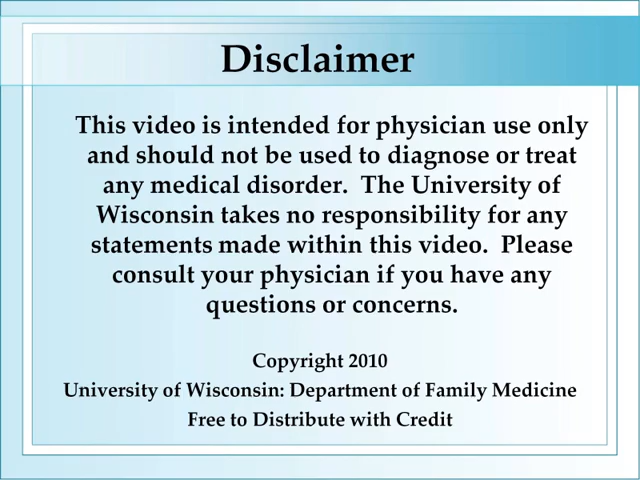 Disclaimer
This video is intended for physician use only
and should not be used to diagnose or treat
any medical disorder.  The University of
Wisconsin takes no responsibility for any
statements made within this video.  Please
consult your physician if you have any
questions or concerns.
Copyright 2010
University of Wisconsin: Department of Family Medicine
Free to Distribute with Credit